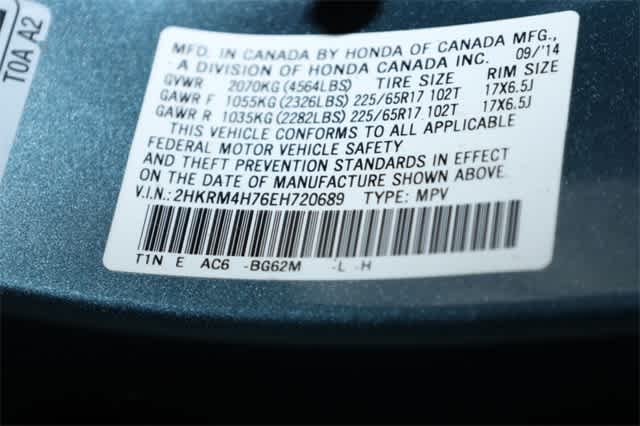 TOA A2
MFD. IN CANADA BY HONDA OF CANADA MFG.,
A DIVISION OF HONDA CANADA INC. 09/'14
GVWR 2070KG(4564LBS) TIRE SIZE RIM SIZE
GAWR F 1055KG(2326LBS) 225/65R17 102T 17X6.5J
GAWR R 1035KG(2282LBS) 225/65R17 102T 17X6.5J
THIS VEHICLE CONFORMS TO ALL APPLICABLE
FEDERAL MOTOR VEHICLE SAFETY
AND THEFT PREVENTION STANDARDS IN EFFECT
ON THE DATE OF MANUFACTURE SHOWN ABOVE.
V.I.N.: 2HKRM4H76EH720689 TYPE: MPV
T1N E AC6 -BG62M -L -H